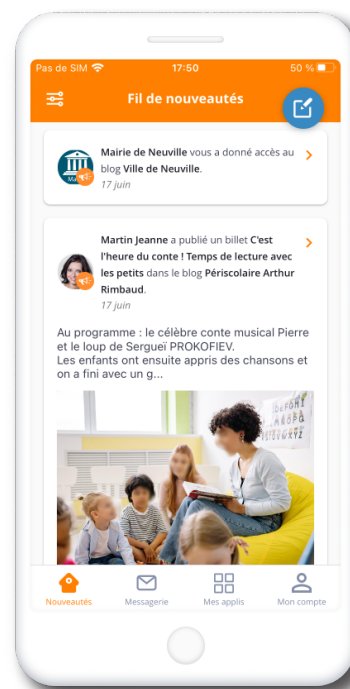 Pas de SIM 17:50 50 %
Fil de nouveautés
Mairie de Neuville vous a donné accès au
blog Ville de Neuville.
17 juin
Martin Jeanne a publié un billet C'est
l'heure du conte ! Temps de lecture avec
les petits dans le blog Périscolaire Arthur
Rimbaud.
17 juin
Au programme : le célèbre conte musical Pierre
et le loup de Sergueï PROKOFIEV.
Les enfants ont ensuite appris des chansons et
on a fini avec un g...
Nouveautés Messagerie Mes applis Mon compte